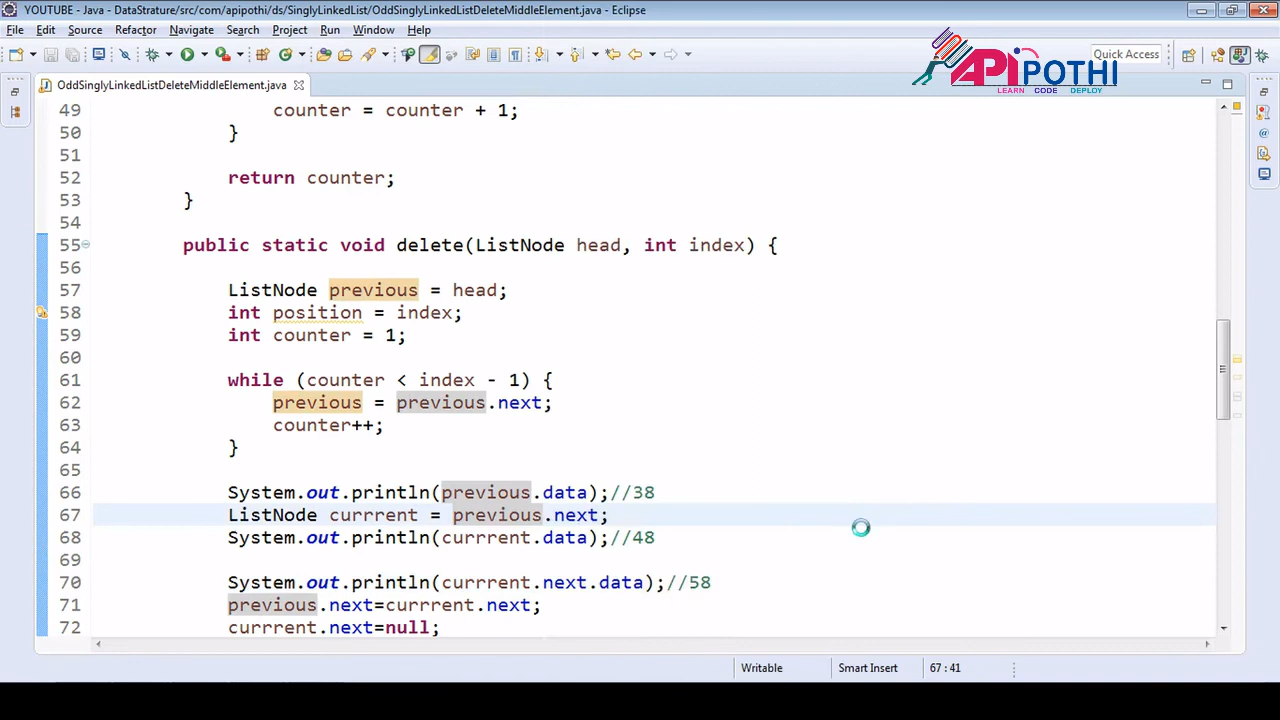 YOUTUBE - Java - DataStrature/src/com/apipothi/ds/SinglyLinkedList/OddSinglyLinkedListDeleteMiddleElement.java - Eclipse
File Edit Source Refactor Navigate Search Project Run Window Help
Quick Access
APIPOTHI
LEARN CODE DEPLOY
OddSinglyLinkedListDeleteMiddleElement.java
49 counter = counter + 1;
50 }
51
52 return counter;
53 }
54
55 public static void delete(ListNode head, int index) {
56
57 ListNode previous = head;
58 int position = index;
59 int counter = 1;
60
61 while (counter < index - 1) {
62 previous = previous.next;
63 counter++;
64 }
65
66 System.out.println(previous.data);//38
67 ListNode currrent = previous.next;
68 System.out.println(currrent.data);//48
69
70 System.out.println(currrent.next.data);//58
71 previous.next=currrent.next;
72 currrent.next=null;
Writable Smart Insert 67 : 41